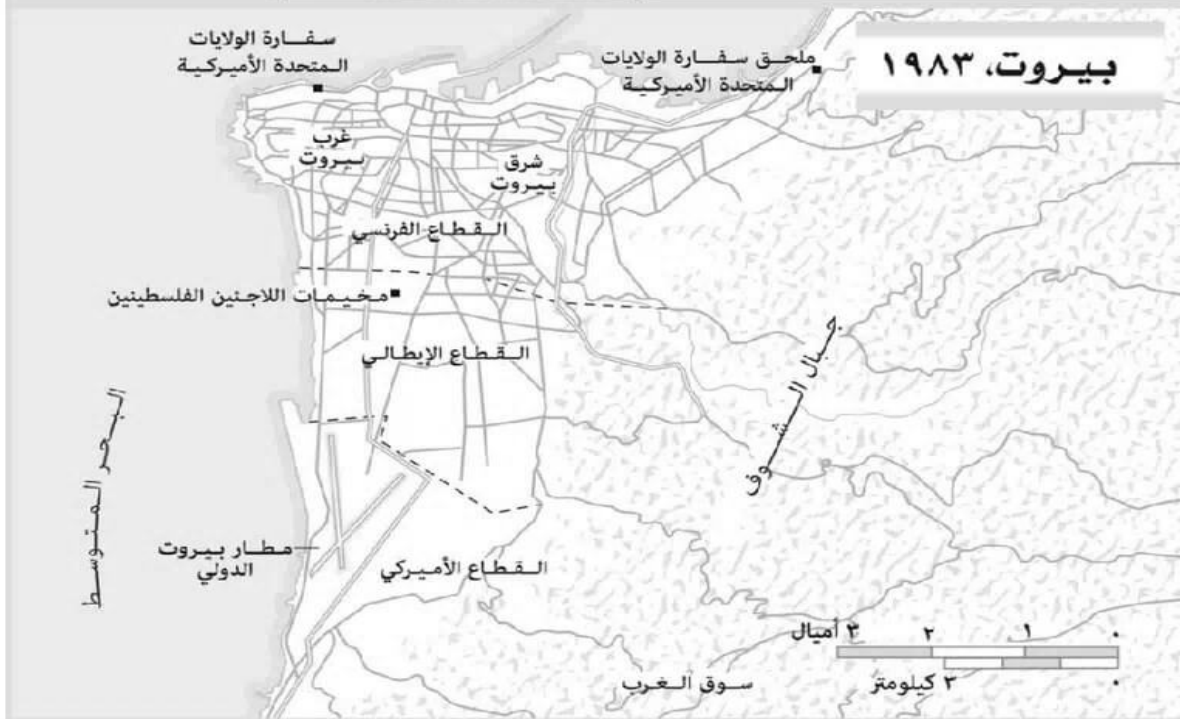 بيروت، ١٩٨٣
سفارة الولايات
المتحدة الأميركية
ملحق سفارة الولايات
المتحدة الأميركية
غرب
بيروت
شرق
بيروت
القطاع الفرنسي
مخيمات اللاجئين الفلسطينين
القطاع الإيطالي
جبال الشوف
البحر المتوسط
مطار بيروت
الدولي
القطاع الأميركي
سوق الغرب
٠ ١ ٢ ٣ أميال
٠ ٣ كيلومتر